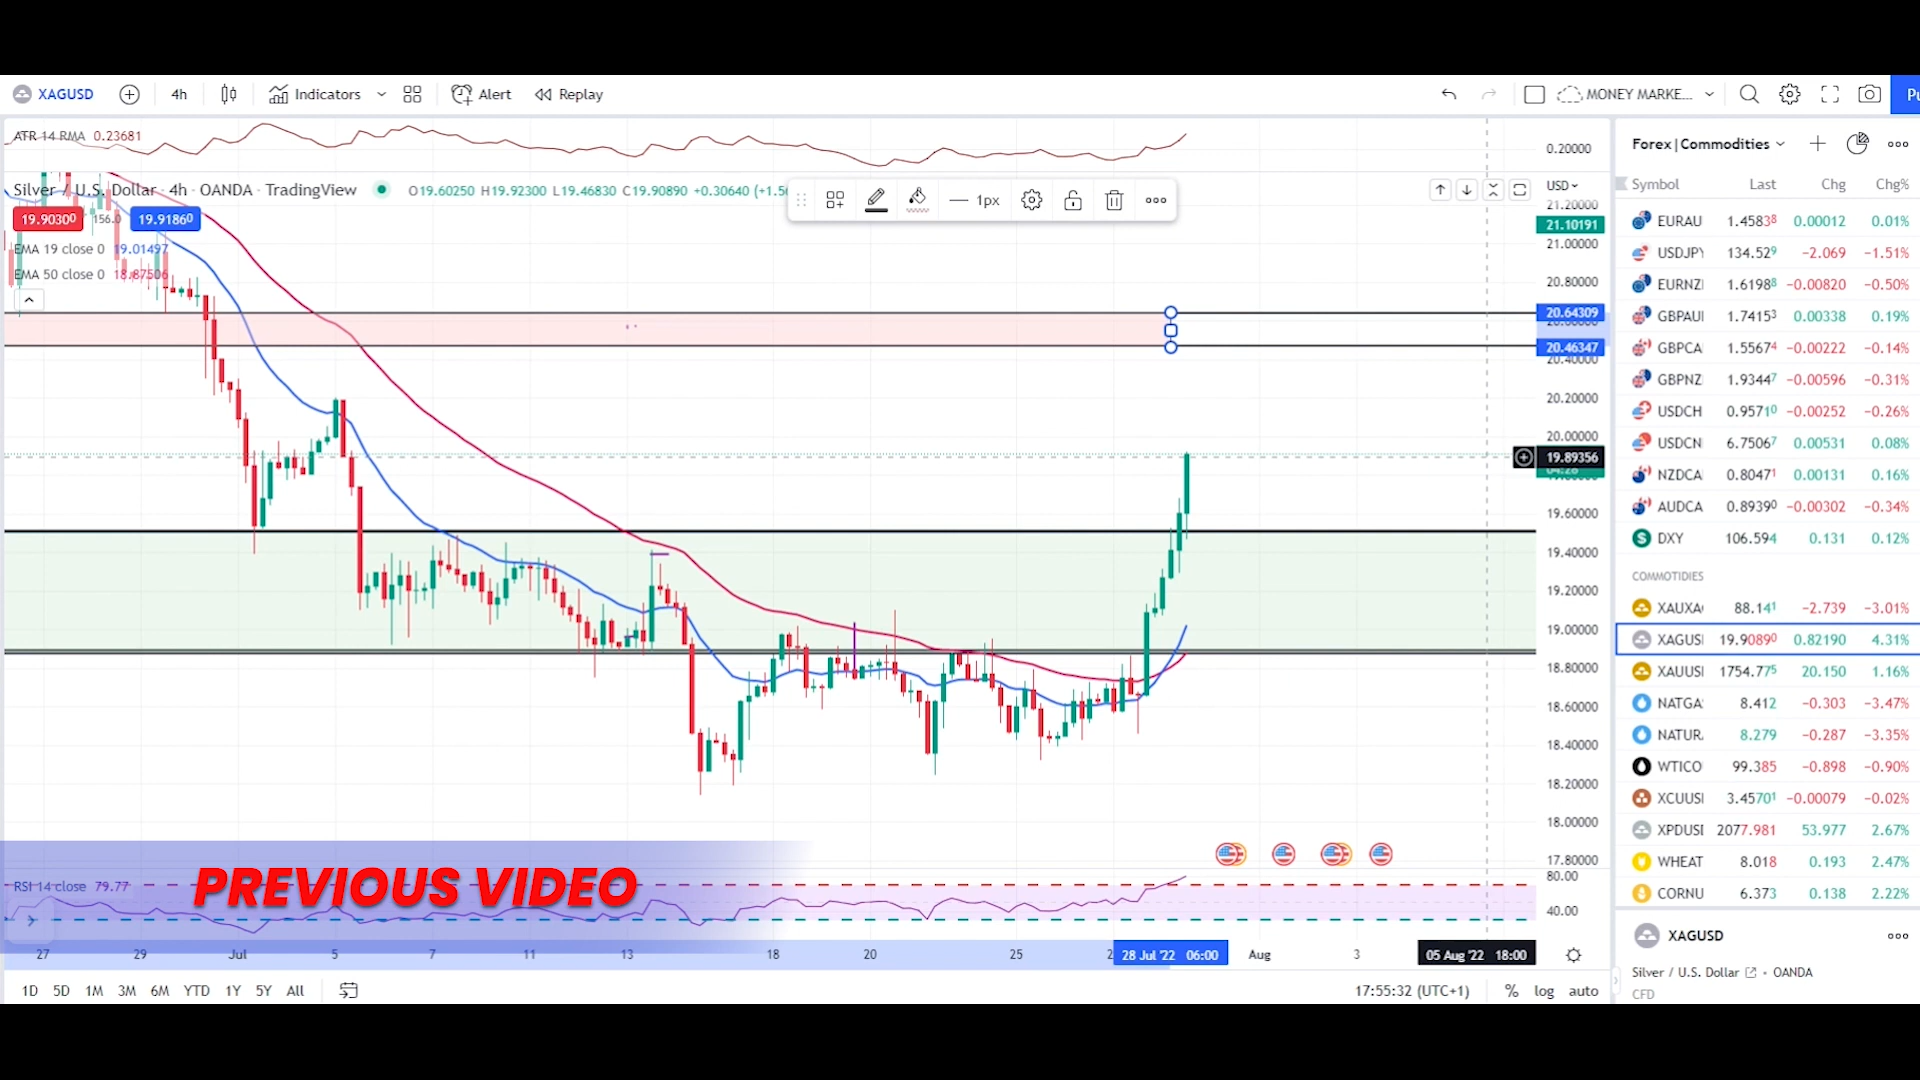 XAGUSD 4h Indicators Alert Replay MONEY MARKE... Pu
ATR 14 RMA 0.23681
0.20000
Forex|Commodities
Silver / U.S. Dollar · 4h · OANDA · TradingView O19.60250 H19.92300 L19.46830 C19.90890 +0.30640 (+1.5
1px
USD
Symbol Last Chg Chg%
19.90300 156.0 19.91860
EMA 19 close 0 19.01497
EMA 50 close 0 18.87506
21.20000
21.10191
21.00000
20.80000
20.64309
20.46347
20.40000
20.20000
20.00000
19.89356
04:28
19.60000
19.40000
19.20000
19.00000
18.80000
18.60000
18.40000
18.20000
18.00000
17.80000
EURAU 1.45838 0.00012 0.01%
USDJPY 134.529 −2.069 −1.51%
EURNZ 1.61988 −0.00820 −0.50%
GBPAU 1.74153 0.00338 0.19%
GBPCA 1.55674 −0.00222 −0.14%
GBPNZ 1.93447 −0.00596 −0.31%
USDCH 0.95710 −0.00252 −0.26%
USDCN 6.75067 0.00531 0.08%
NZDCA 0.80471 0.00131 0.16%
AUDCA 0.89390 −0.00302 −0.34%
DXY 106.594 0.131 0.12%
COMMOTIDIES
XAUXA 88.141 −2.739 −3.01%
XAGUS 19.90890 0.82190 4.31%
XAUUS 1754.775 20.150 1.16%
NATGA 8.412 −0.303 −3.47%
NATUR 8.279 −0.287 −3.35%
WTICO 99.385 −0.898 −0.90%
XCUUS 3.45701 −0.00079 −0.02%
XPDUS 2077.981 53.977 2.67%
WHEAT 8.018 0.193 2.47%
CORNU 6.373 0.138 2.22%
RSI 14 close 79.77
PREVIOUS VIDEO
80.00
40.00
27 29 Jul 5 7 11 13 18 20 25 28 Jul '22 06:00 Aug 3 05 Aug '22 18:00
XAGUSD
Silver / U.S. Dollar • OANDA
CFD
1D 5D 1M 3M 6M YTD 1Y 5Y All
17:55:32 (UTC+1) % log auto